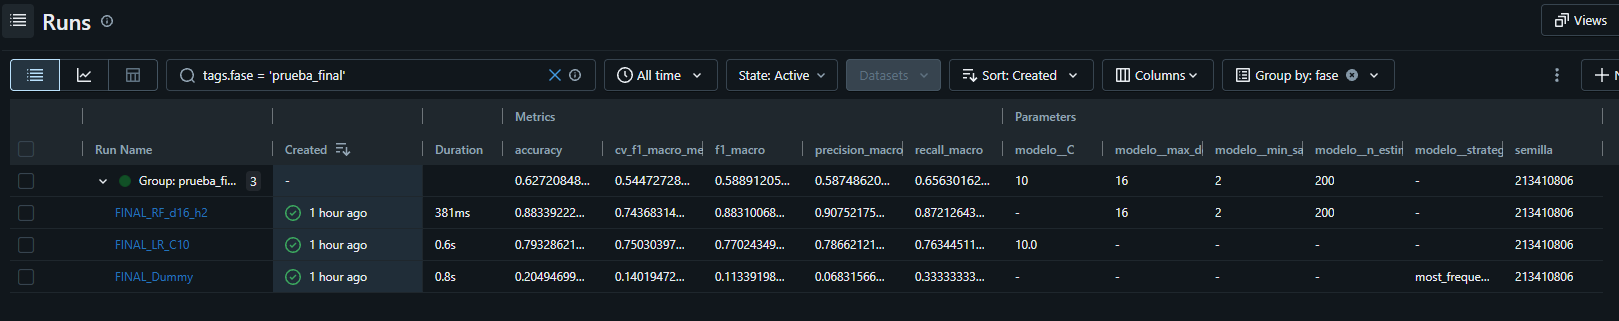 Runs
Views
tags.fase = 'prueba_final'
All time
State: Active
Datasets
Sort: Created
Columns
Group by: fase
Metrics Parameters
Run Name Created Duration accuracy cv_f1_macro_me f1_macro precision_macro recall_macro modelo__C modelo__max_d modelo__min_sa modelo__n_estir modelo__strateg semilla
Group: prueba_fi... 3 - 0.62720848... 0.54472728... 0.58891205... 0.58748620... 0.65630162... 10 16 2 200 - 213410806
FINAL_RF_d16_h2 1 hour ago 381ms 0.88339222... 0.74368314... 0.88310068... 0.90752175... 0.87212643... - 16 2 200 - 213410806
FINAL_LR_C10 1 hour ago 0.6s 0.79328621... 0.75030397... 0.77024349... 0.78662121... 0.76344511... 10.0 - - - - 213410806
FINAL_Dummy 1 hour ago 0.8s 0.20494699... 0.14019472... 0.11339198... 0.06831566... 0.33333333... - - - - most_freque... 213410806